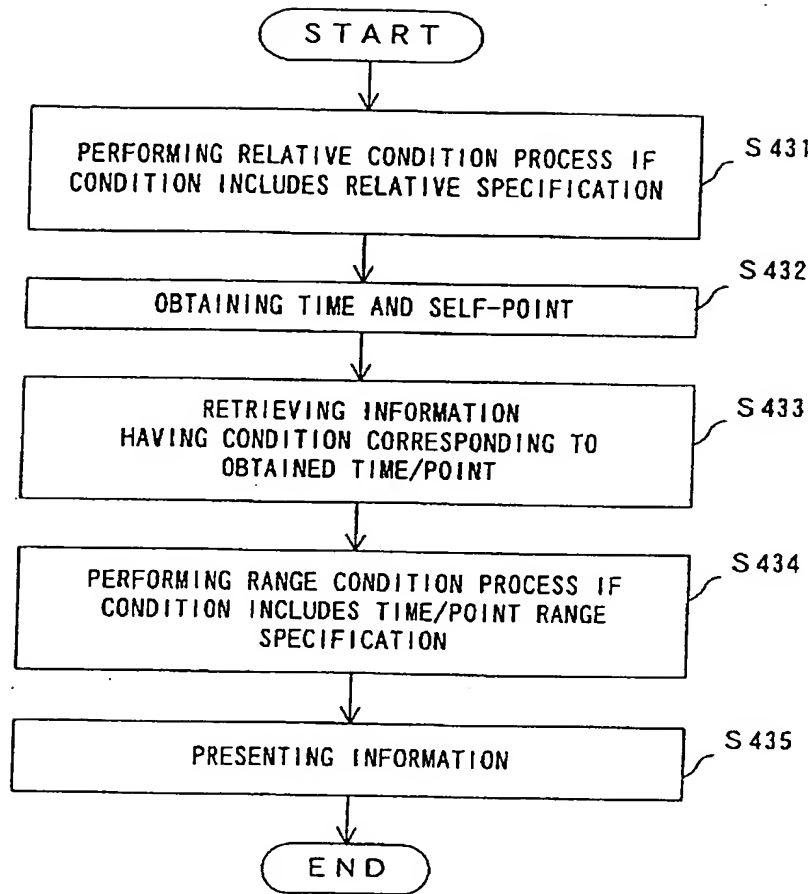 START
PERFORMING RELATIVE CONDITION PROCESS IF
CONDITION INCLUDES RELATIVE SPECIFICATION
S431
OBTAINING TIME AND SELF-POINT
S432
RETRIEVING INFORMATION
HAVING CONDITION CORRESPONDING TO
OBTAINED TIME/POINT
S433
PERFORMING RANGE CONDITION PROCESS IF
CONDITION INCLUDES TIME/POINT RANGE
SPECIFICATION
S434
PRESENTING INFORMATION
S435
END